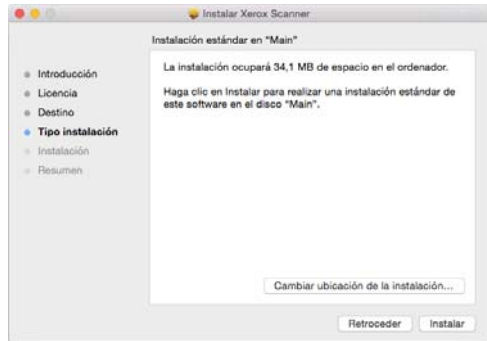 Instalar Xerox Scanner
Instalación estándar en "Main"
Introducción
Licencia
Destino
Tipo instalación
Instalación
Resumen
La instalación ocupará 34,1 MB de espacio en el ordenador.
Haga clic en Instalar para realizar una instalación estándar de
este software en el disco "Main".
Cambiar ubicación de la instalación...
Retroceder
Instalar